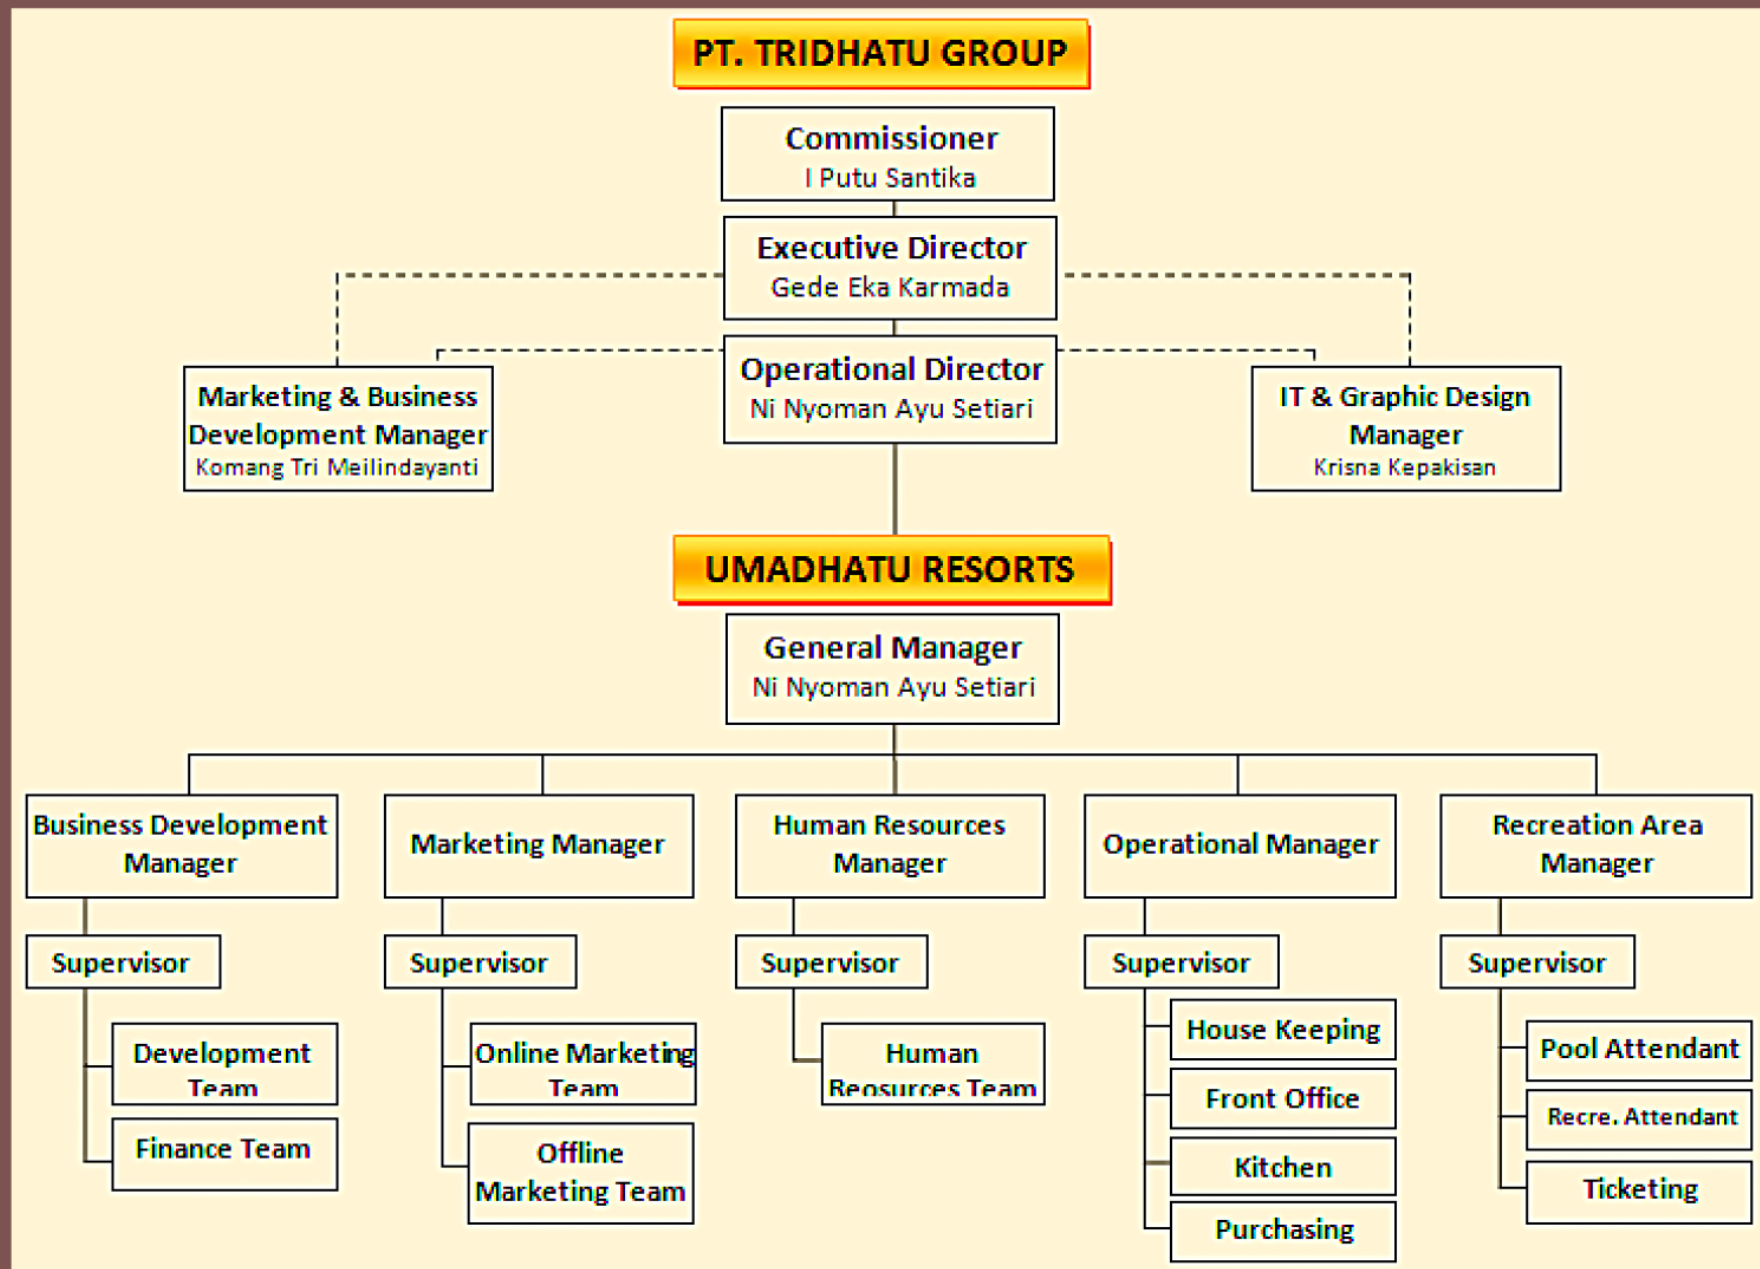 PT. TRIDHATU GROUP
Commissioner
I Putu Santika
Executive Director
Gede Eka Karmada
Operational Director
Ni Nyoman Ayu Setiari
Marketing & Business
Development Manager
Komang Tri Meilindayanti
IT & Graphic Design
Manager
Krisna Kepakisan
UMADHATU RESORTS
General Manager
Ni Nyoman Ayu Setiari
Business Development
Manager
Marketing Manager
Human Resources
Manager
Operational Manager
Recreation Area
Manager
Supervisor
Supervisor
Supervisor
Supervisor
Supervisor
Development
Team
Finance Team
Online Marketing
Team
Offline
Marketing Team
Human
Reosurces Team
House Keeping
Front Office
Kitchen
Purchasing
Pool Attendant
Recre. Attendant
Ticketing